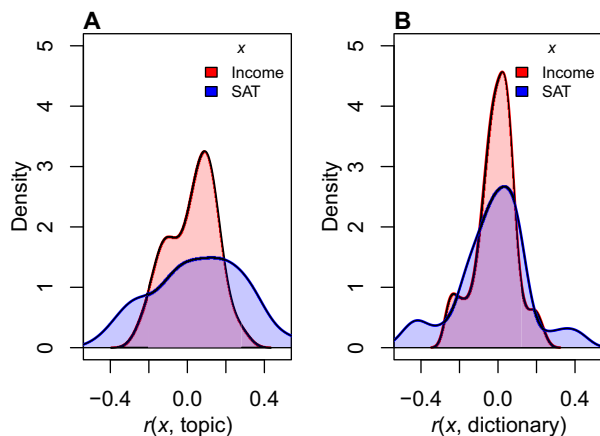 A
5
4
3
2
1
0
Density
x
Income
SAT
−0.4
0.0
0.4
r(x, topic)
B
5
4
3
2
1
0
Density
x
Income
SAT
−0.4
0.0
0.4
r(x, dictionary)